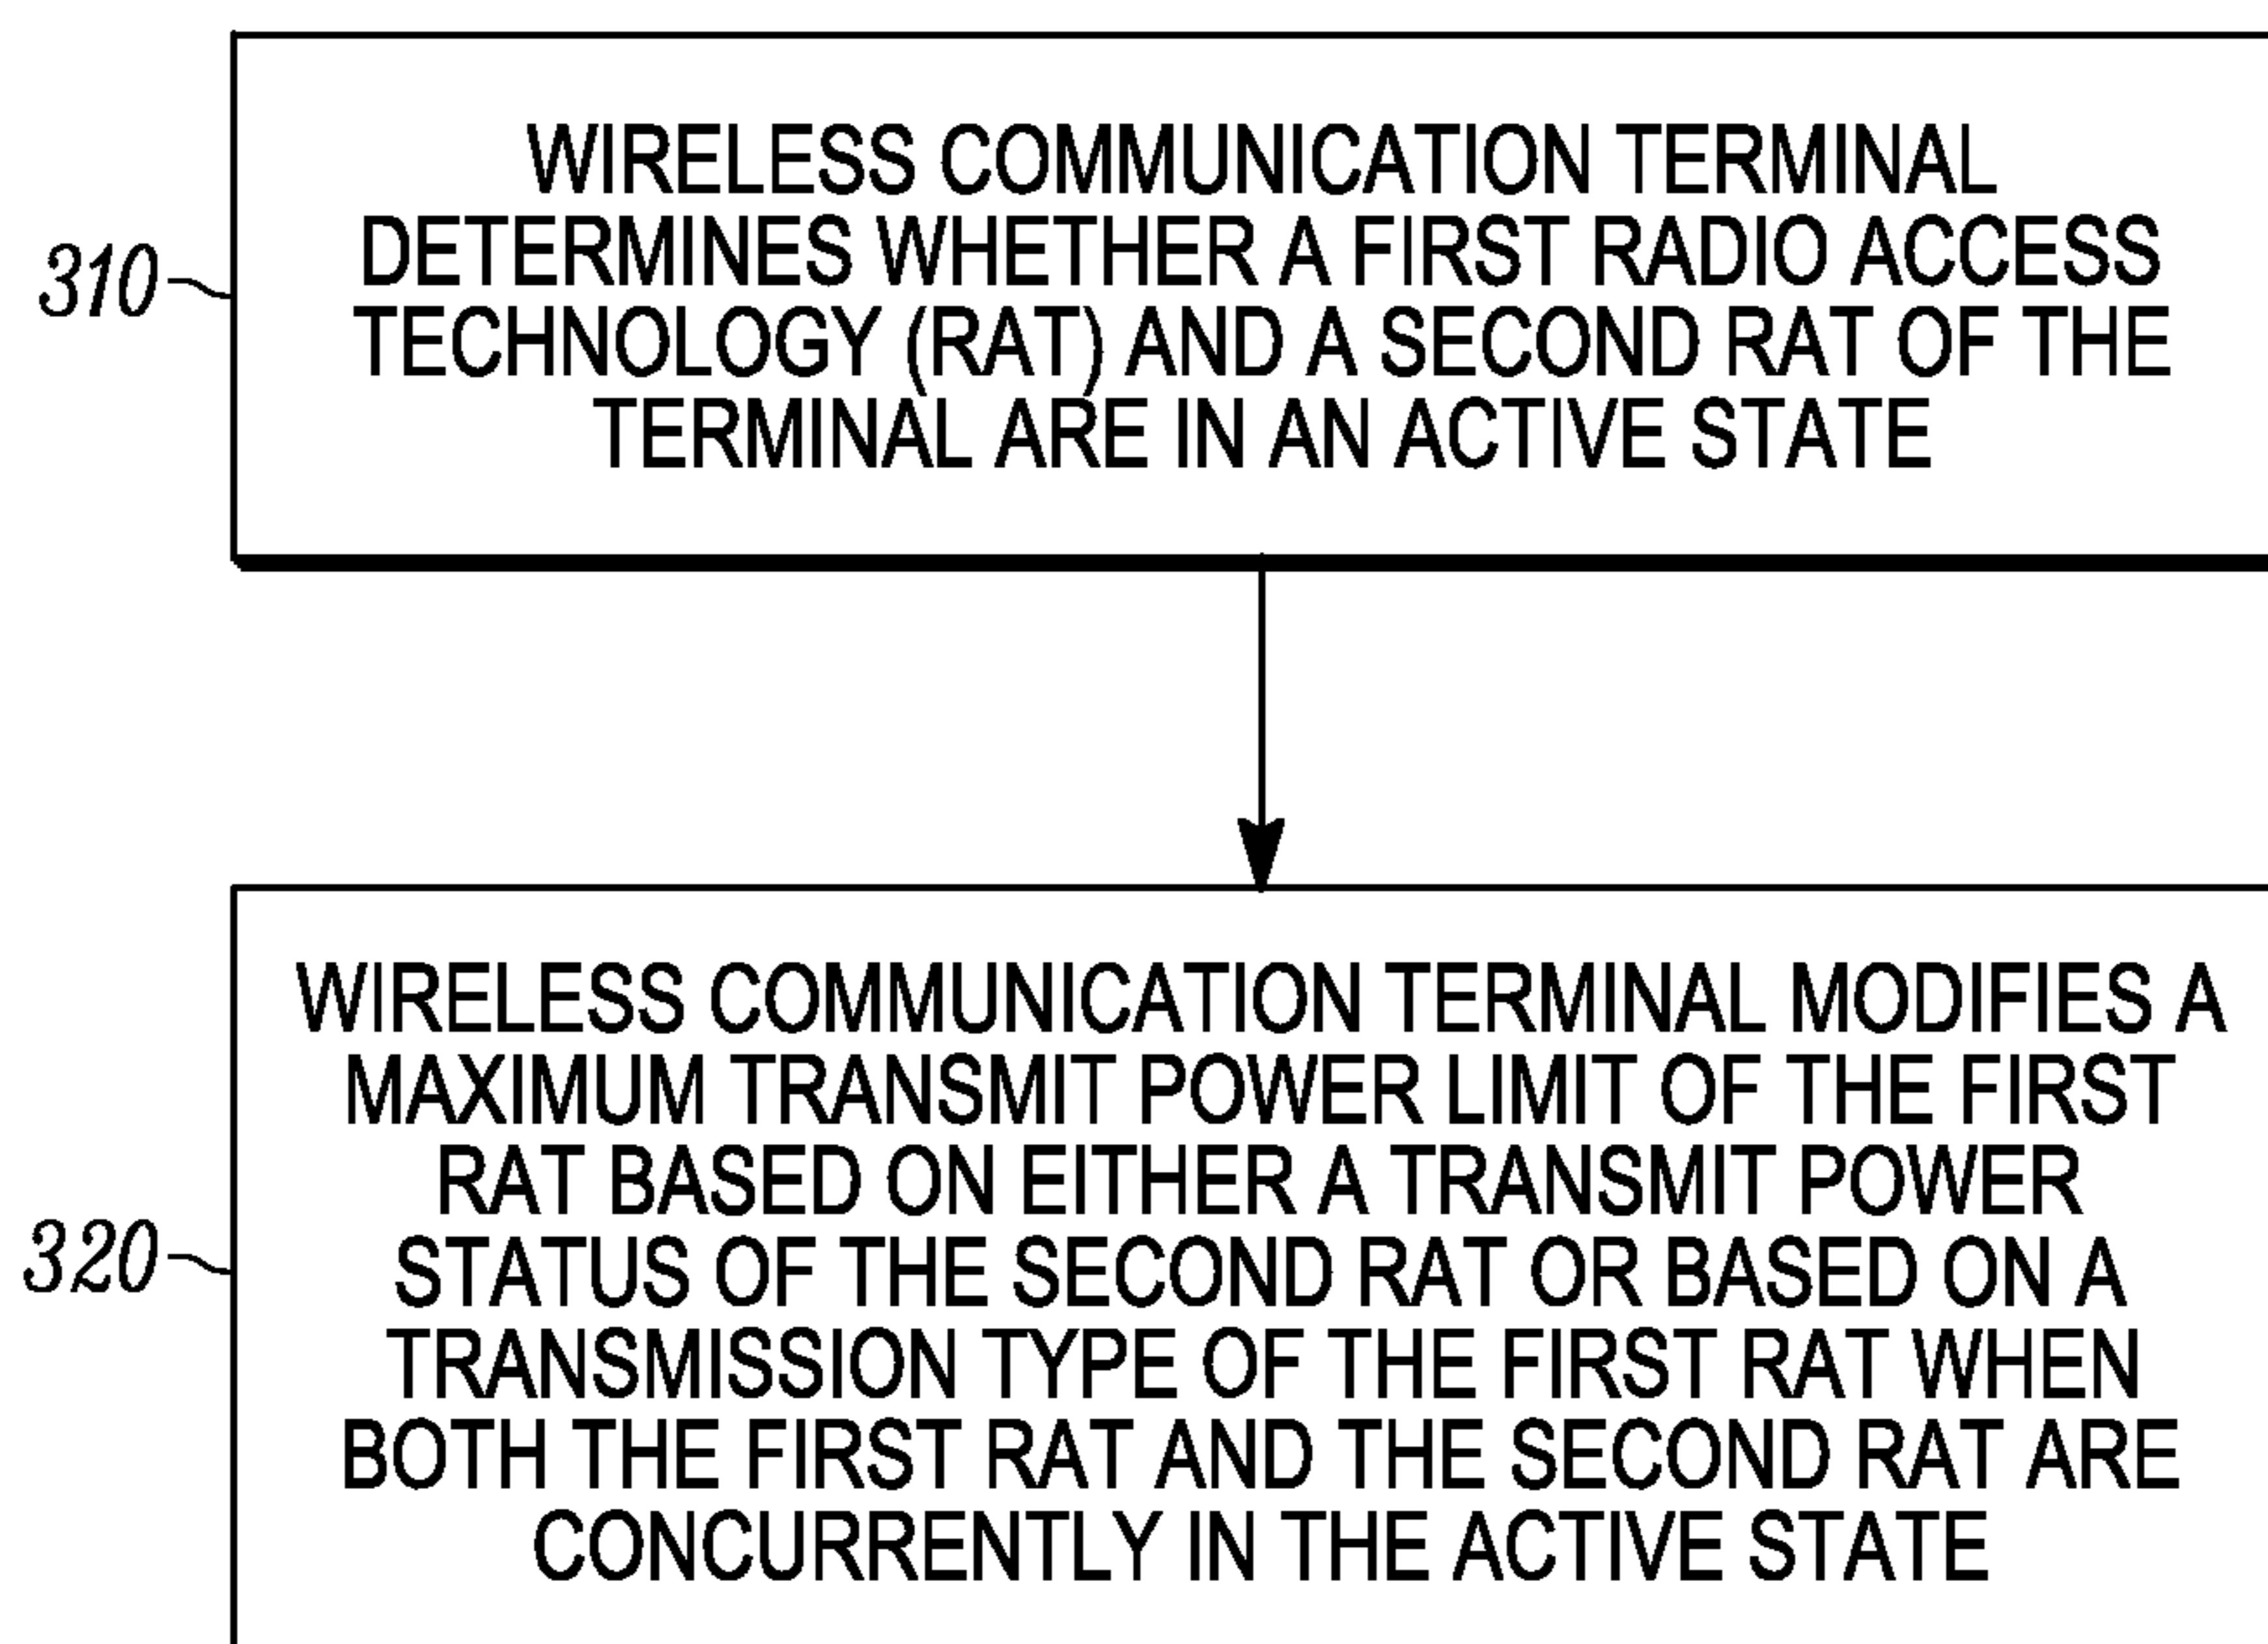 WIRELESS COMMUNICATION TERMINAL
DETERMINES WHETHER A FIRST RADIO ACCESS
TECHNOLOGY (RAT) AND A SECOND RAT OF THE
TERMINAL ARE IN AN ACTIVE STATE
310
WIRELESS COMMUNICATION TERMINAL MODIFIES A
MAXIMUM TRANSMIT POWER LIMIT OF THE FIRST
RAT BASED ON EITHER A TRANSMIT POWER
STATUS OF THE SECOND RAT OR BASED ON A
TRANSMISSION TYPE OF THE FIRST RAT WHEN
BOTH THE FIRST RAT AND THE SECOND RAT ARE
CONCURRENTLY IN THE ACTIVE STATE
320